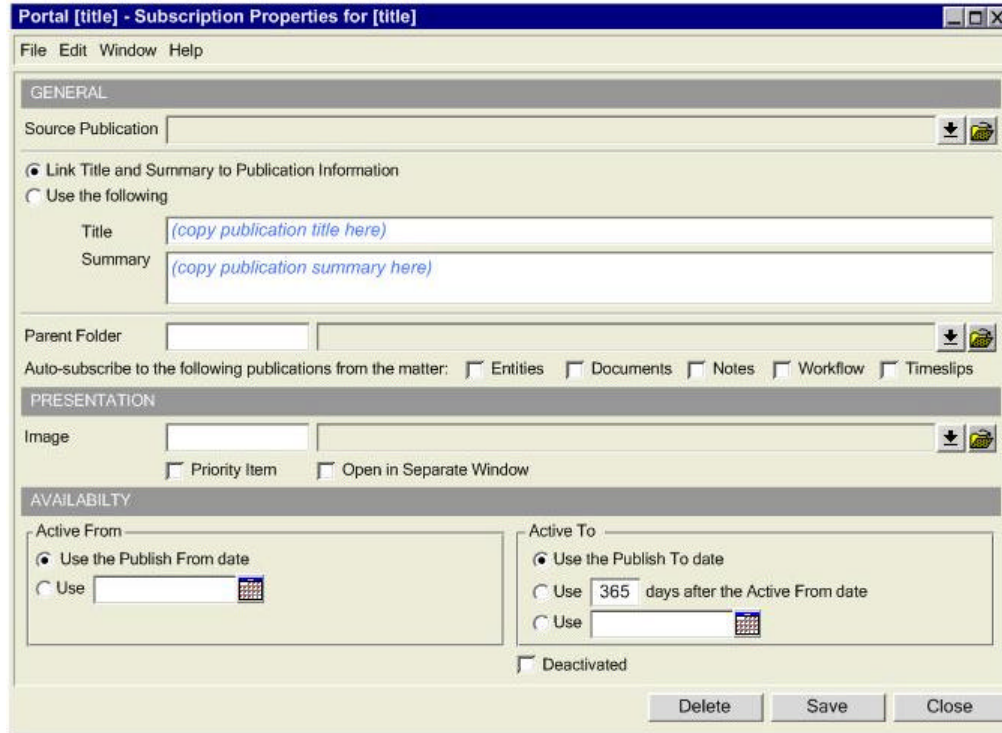 Portal [title] - Subscription Properties for [title]
File Edit Window Help
GENERAL
Source Publication
Link Title and Summary to Publication Information
Use the following
Title (copy publication title here)
Summary (copy publication summary here)
Parent Folder
Auto-subscribe to the following publications from the matter: Entities Documents Notes Workflow Timeslips
PRESENTATION
Image
Priority Item Open in Separate Window
AVAILABILTY
Active From
Use the Publish From date
Use
Active To
Use the Publish To date
Use 365 days after the Active From date
Use
Deactivated
Delete Save Close